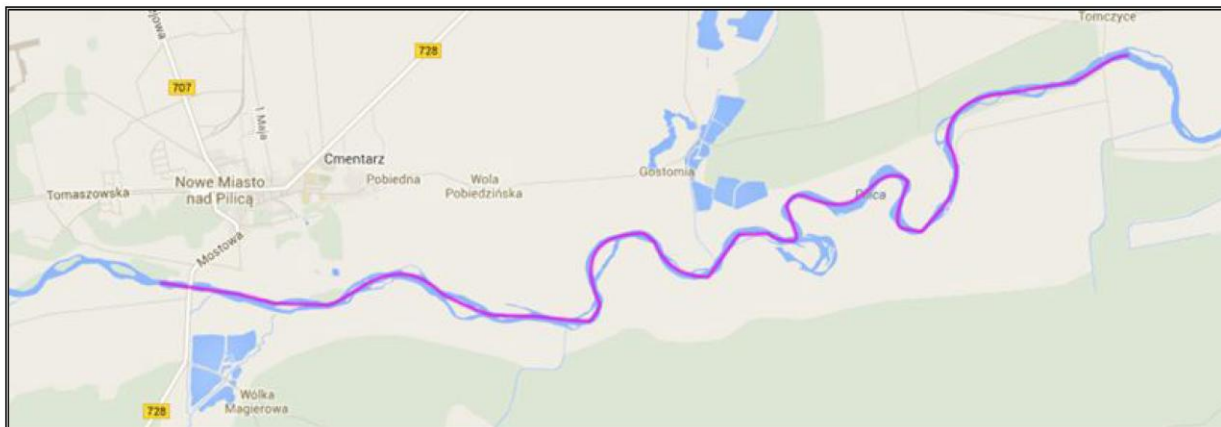 Tomczyce
728
707
1 Maja
Cmentarz
Nowe Miasto
nad Pilicą
Pobiedna
Wola
Pobiedzińska
Gostomia
Tomaszowska
Pilica
Mostowa
Wólka
Magierowa
728